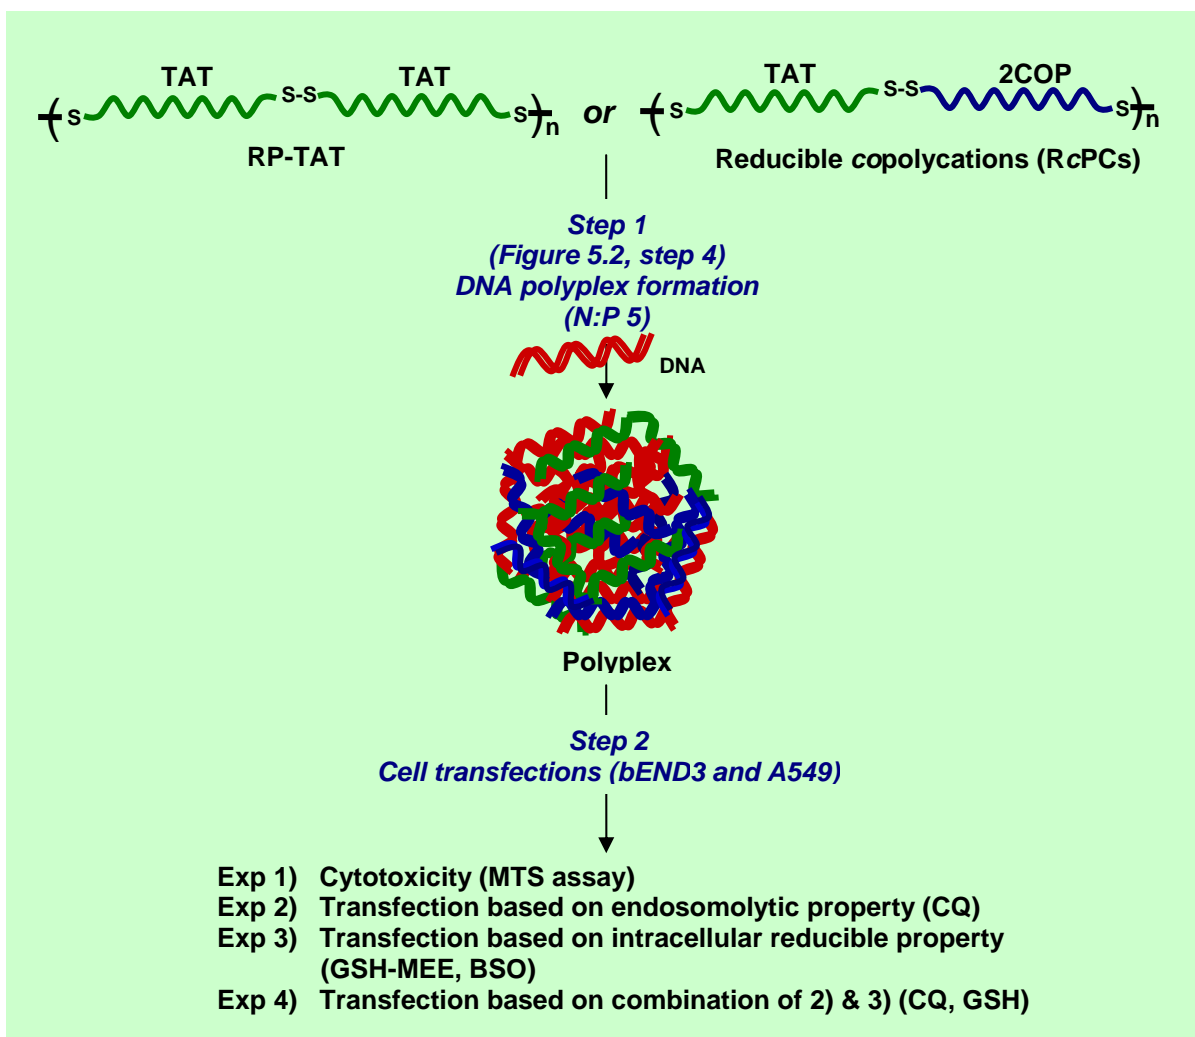 TAT TAT TAT 2COP
( S S-S S )n or ( S S-S S )n
RP-TAT Reducible copolycations (RcPCs)
Step 1
(Figure 5.2, step 4)
DNA polyplex formation
(N:P 5)
DNA
Polyplex
Step 2
Cell transfections (bEND3 and A549)
Exp 1) Cytotoxicity (MTS assay)
Exp 2) Transfection based on endosomolytic property (CQ)
Exp 3) Transfection based on intracellular reducible property
(GSH-MEE, BSO)
Exp 4) Transfection based on combination of 2) & 3) (CQ, GSH)